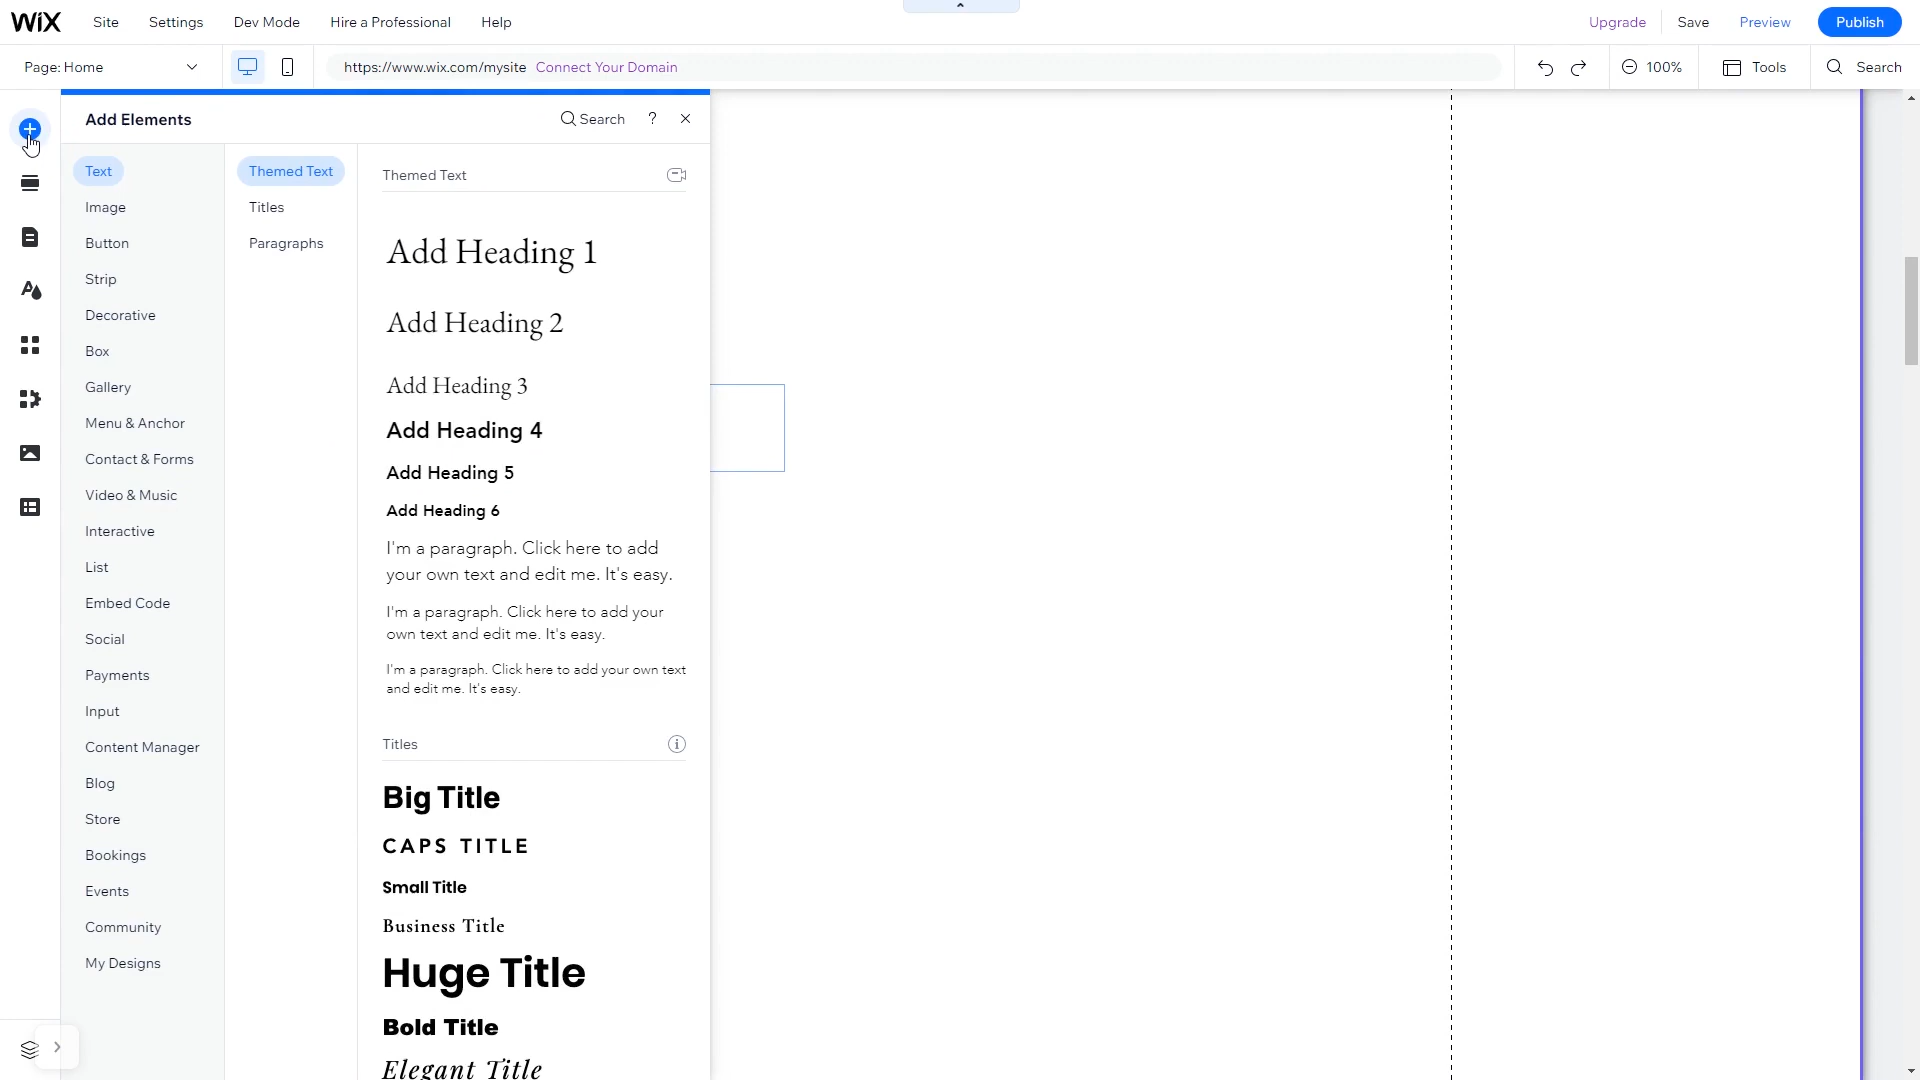 WiX Site Settings Dev Mode Hire a Professional Help Upgrade Save Preview Publish
Page: Home https://www.wix.com/mysite Connect Your Domain 100% Tools Search
Add Elements Search ?
Text
Image
Button
Strip
Decorative
Box
Gallery
Menu & Anchor
Contact & Forms
Video & Music
Interactive
List
Embed Code
Social
Payments
Input
Content Manager
Blog
Store
Bookings
Events
Community
My Designs
Themed Text
Titles
Paragraphs
Themed Text
Add Heading 1
Add Heading 2
Add Heading 3
Add Heading 4
Add Heading 5
Add Heading 6
I'm a paragraph. Click here to add
your own text and edit me. It's easy.
I'm a paragraph. Click here to add your
own text and edit me. It's easy.
I'm a paragraph. Click here to add your own text
and edit me. It's easy.
Titles
Big Title
CAPS TITLE
Small Title
Business Title
Huge Title
Bold Title
Elegant Title